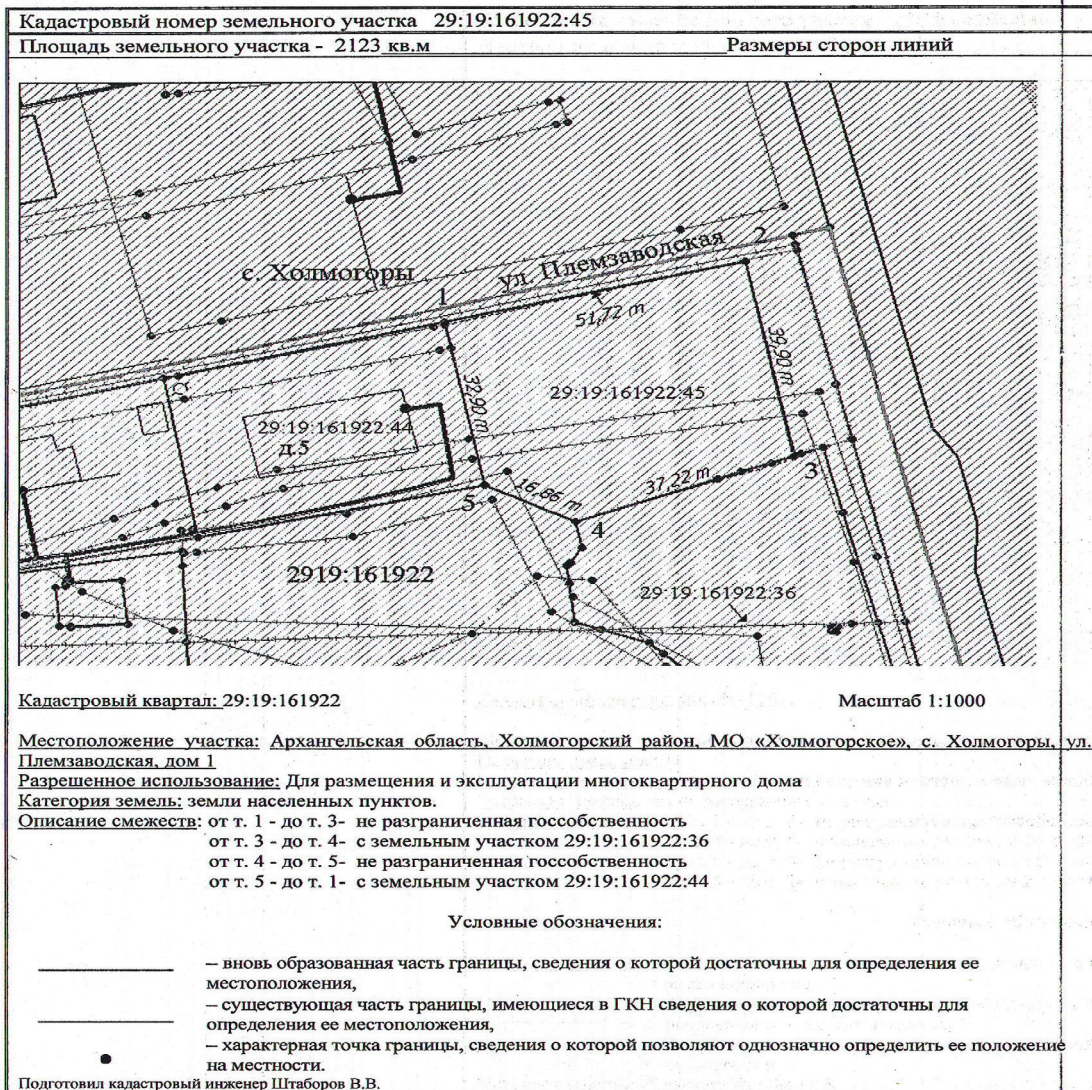 Кадастровый номер земельного участка 29:19:161922:45
Площадь земельного участка - 2123 кв.м Размеры сторон линий
с. Холмогоры
ул. Племзаводская
1
2
51,72 m
39,90 m
32,90 m
29:19:161922:45
29:19:161922:44
д.5
37,22 m
3
16,86 m
5
4
2919:161922
29:19:161922:36
Кадастровый квартал: 29:19:161922 Масштаб 1:1000
Местоположение участка: Архангельская область, Холмогорский район, МО «Холмогорское», с. Холмогоры, ул.
Племзаводская, дом 1
Разрешенное использование: Для размещения и эксплуатации многоквартирного дома
Категория земель: земли населенных пунктов.
Описание смежеств: от т. 1 - до т. 3- не разграниченная госсобственность
от т. 3 - до т. 4- с земельным участком 29:19:161922:36
от т. 4 - до т. 5- не разграниченная госсобственность
от т. 5 - до т. 1- с земельным участком 29:19:161922:44
Условные обозначения:
– вновь образованная часть границы, сведения о которой достаточны для определения ее
местоположения,
– существующая часть границы, имеющиеся в ГКН сведения о которой достаточны для
определения ее местоположения,
– характерная точка границы, сведения о которой позволяют однозначно определить ее положение
на местности.
Подготовил кадастровый инженер Штаборов В.В.